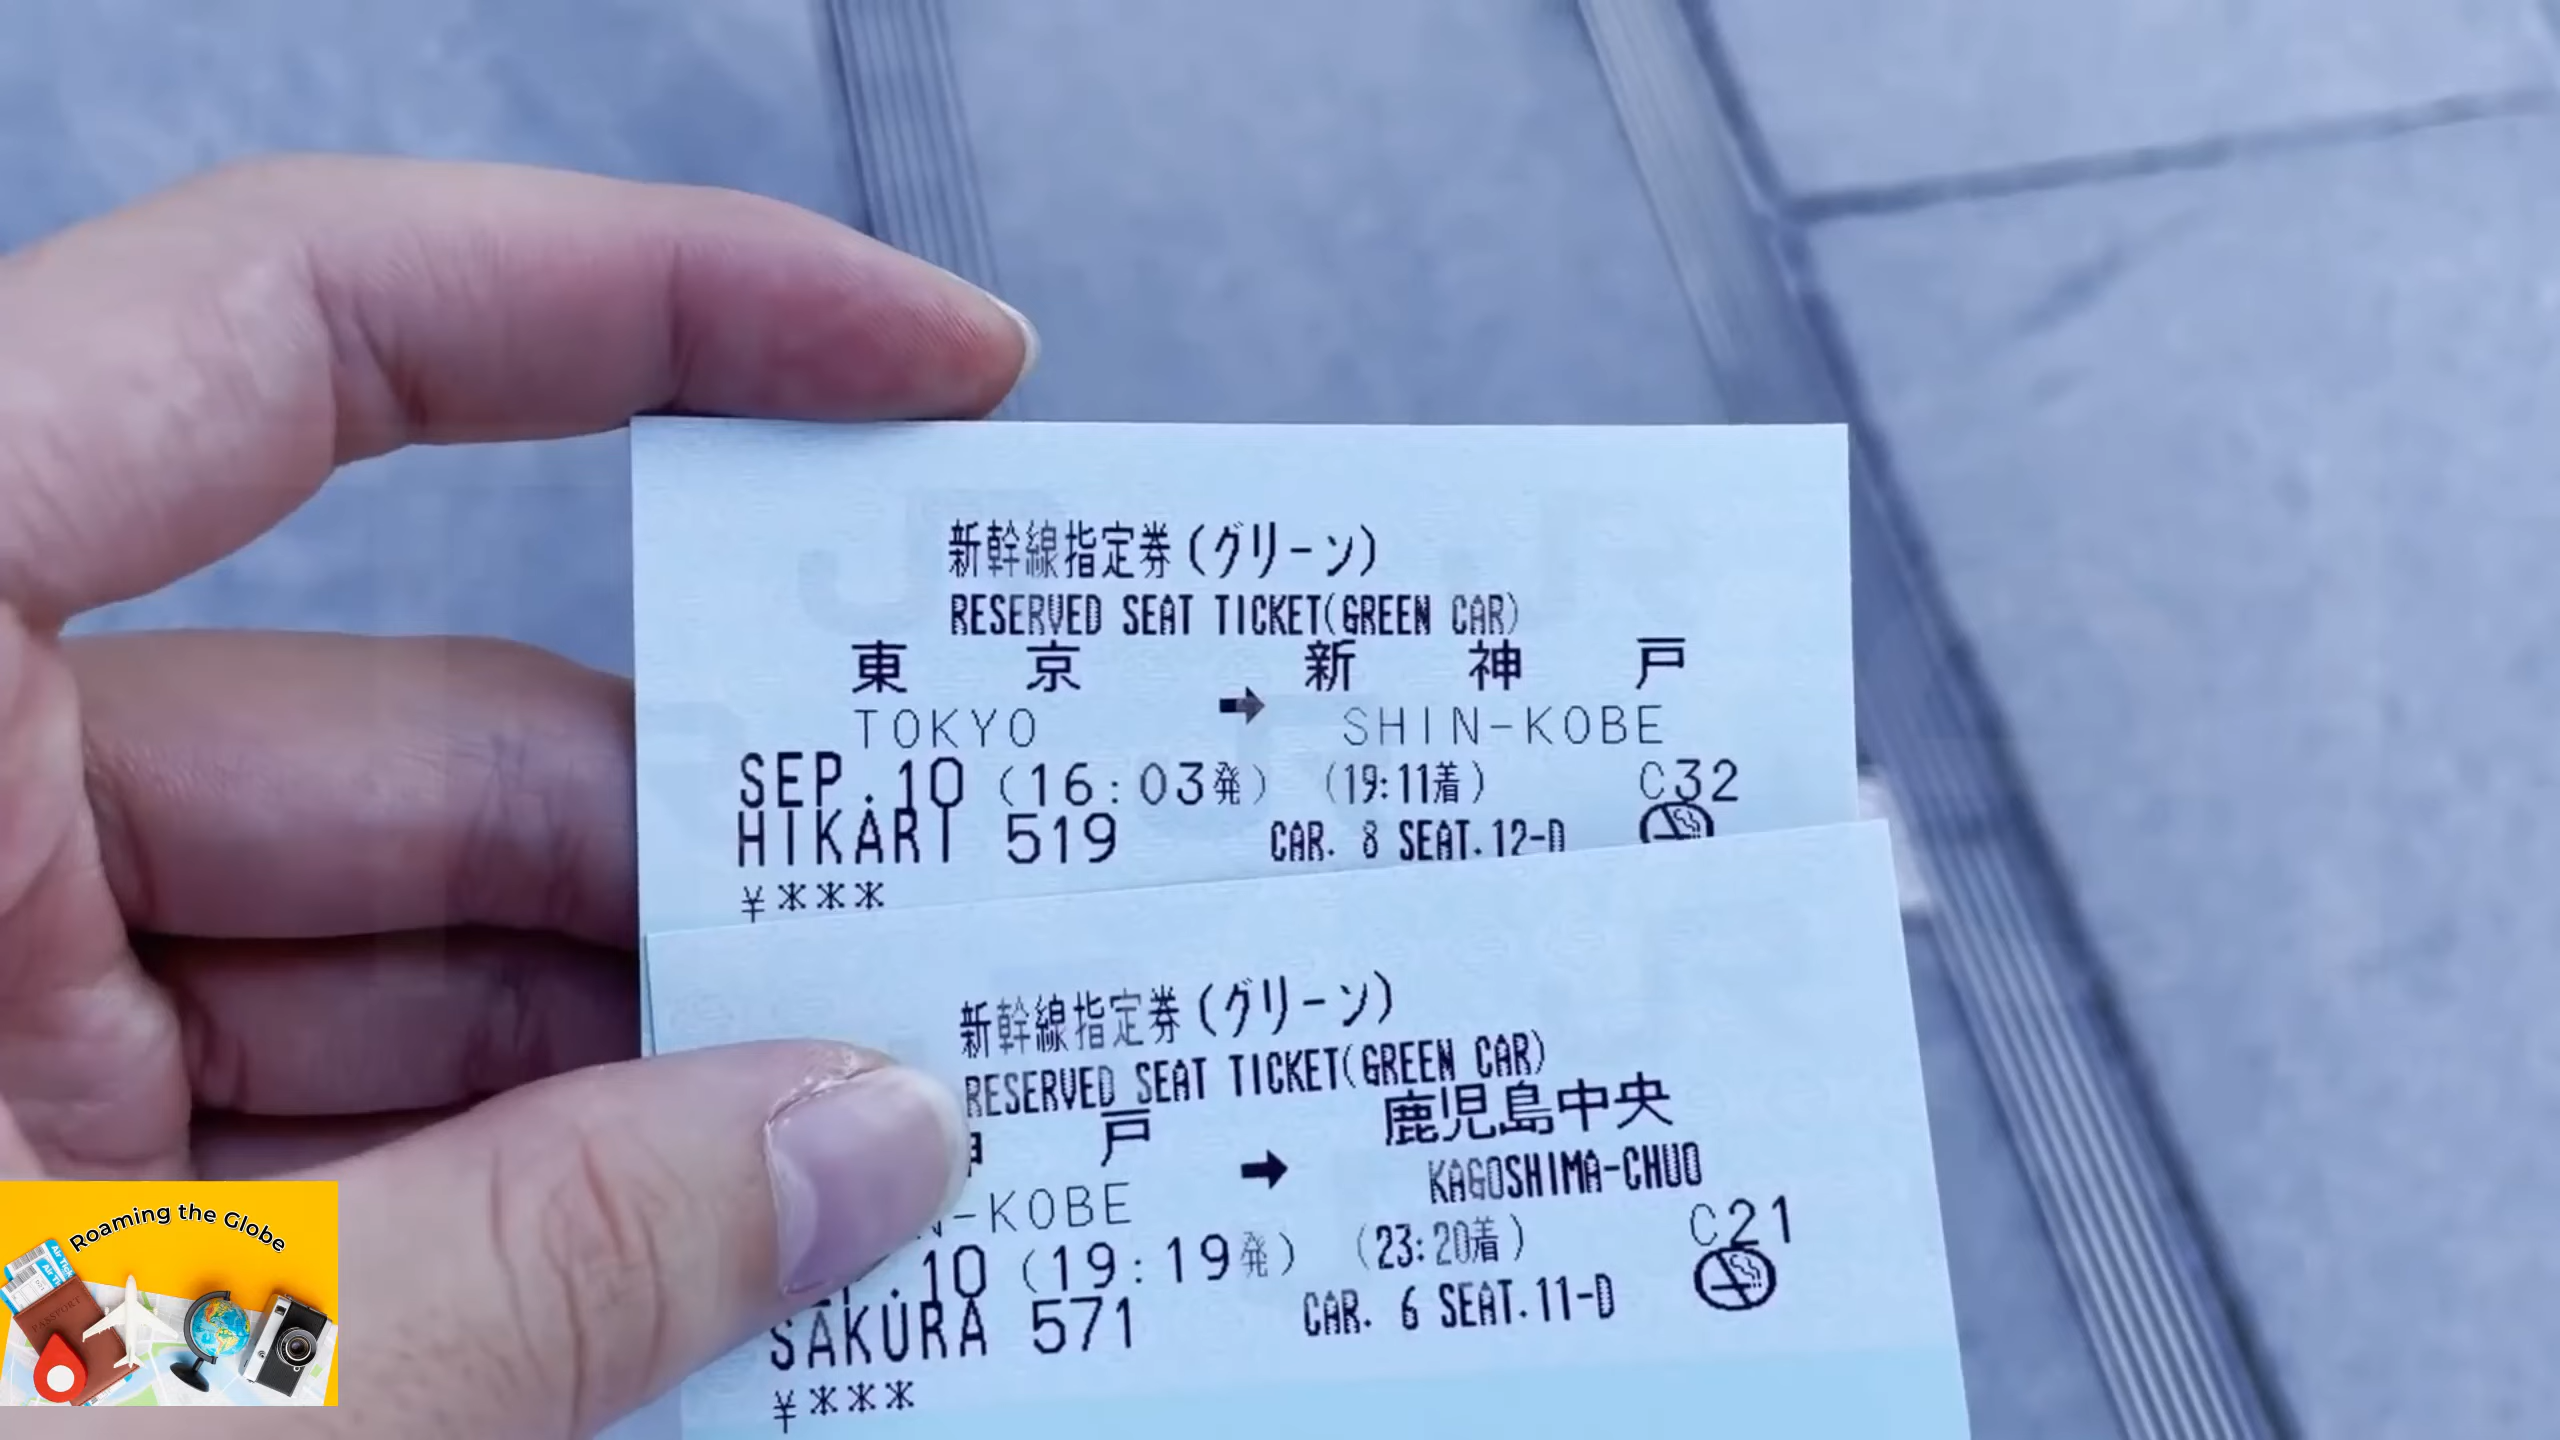 新幹線指定券(グリーン)
RESERVED SEAT TICKET(GREEN CAR)
東京 → 新神戸
TOKYO SHIN-KOBE
SEP.10 (16:03発) (19:11着) C32
HIKARI 519 CAR. 8 SEAT.12-D
¥***
新幹線指定券(グリーン)
RESERVED SEAT TICKET(GREEN CAR)
戸 → 鹿児島中央
-KOBE KAGOSHIMA-CHUO
.10 (19:19発) (23:20着) C21
SAKURA 571 CAR. 6 SEAT.11-D
¥***
Roaming the Globe
PASSPORT